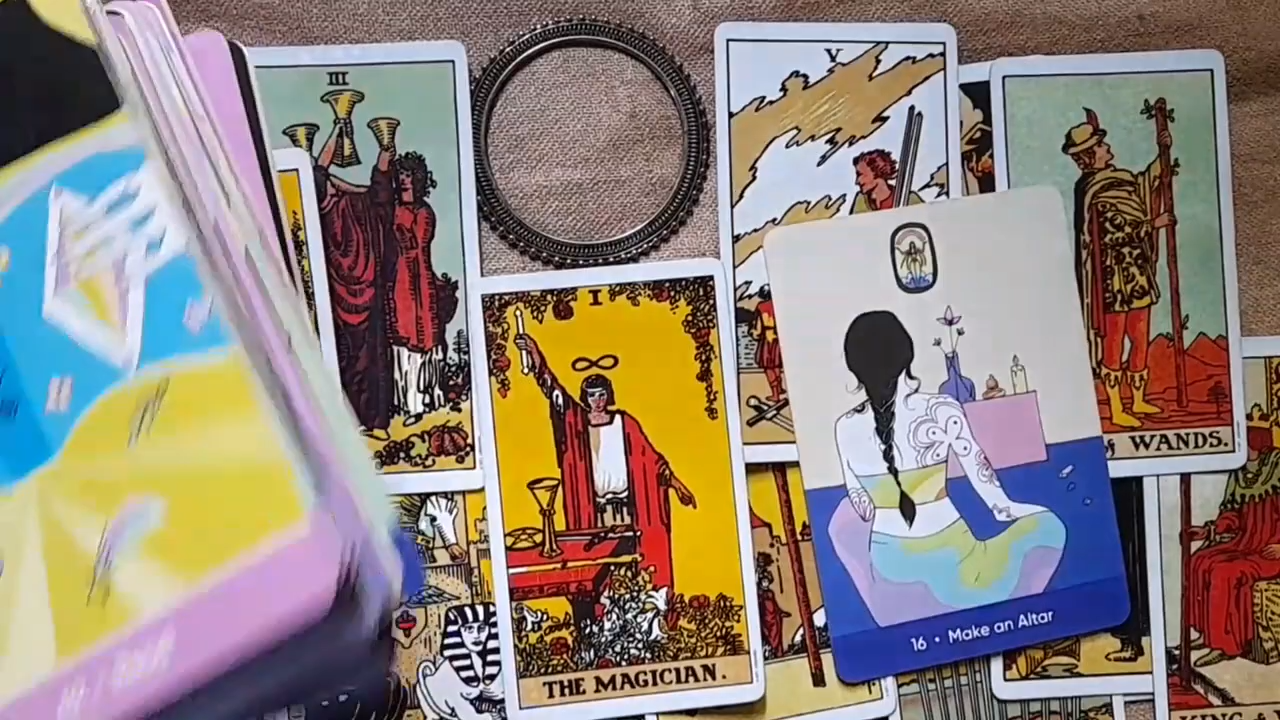 III
V
I
WANDS.
16 • Make an Altar
THE MAGICIAN.